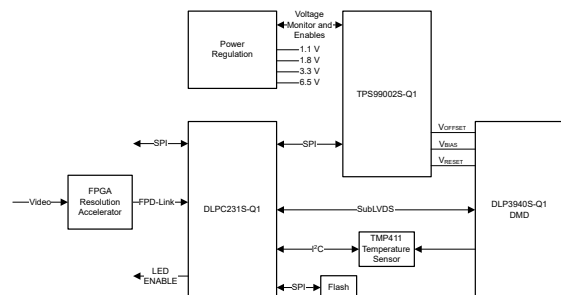 Voltage
Monitor and
Enables
Power
Regulation
1.1 V
1.8 V
3.3 V
6.5 V
TPS99002S-Q1
VOFFSET
VBIAS
VRESET
SPI
SPI
Video
FPGA
Resolution
Accelerator
FPD-Link
DLPC231S-Q1
SubLVDS
DLP3940S-Q1
DMD
I²C
TMP411
Temperature
Sensor
LED
ENABLE
SPI
Flash